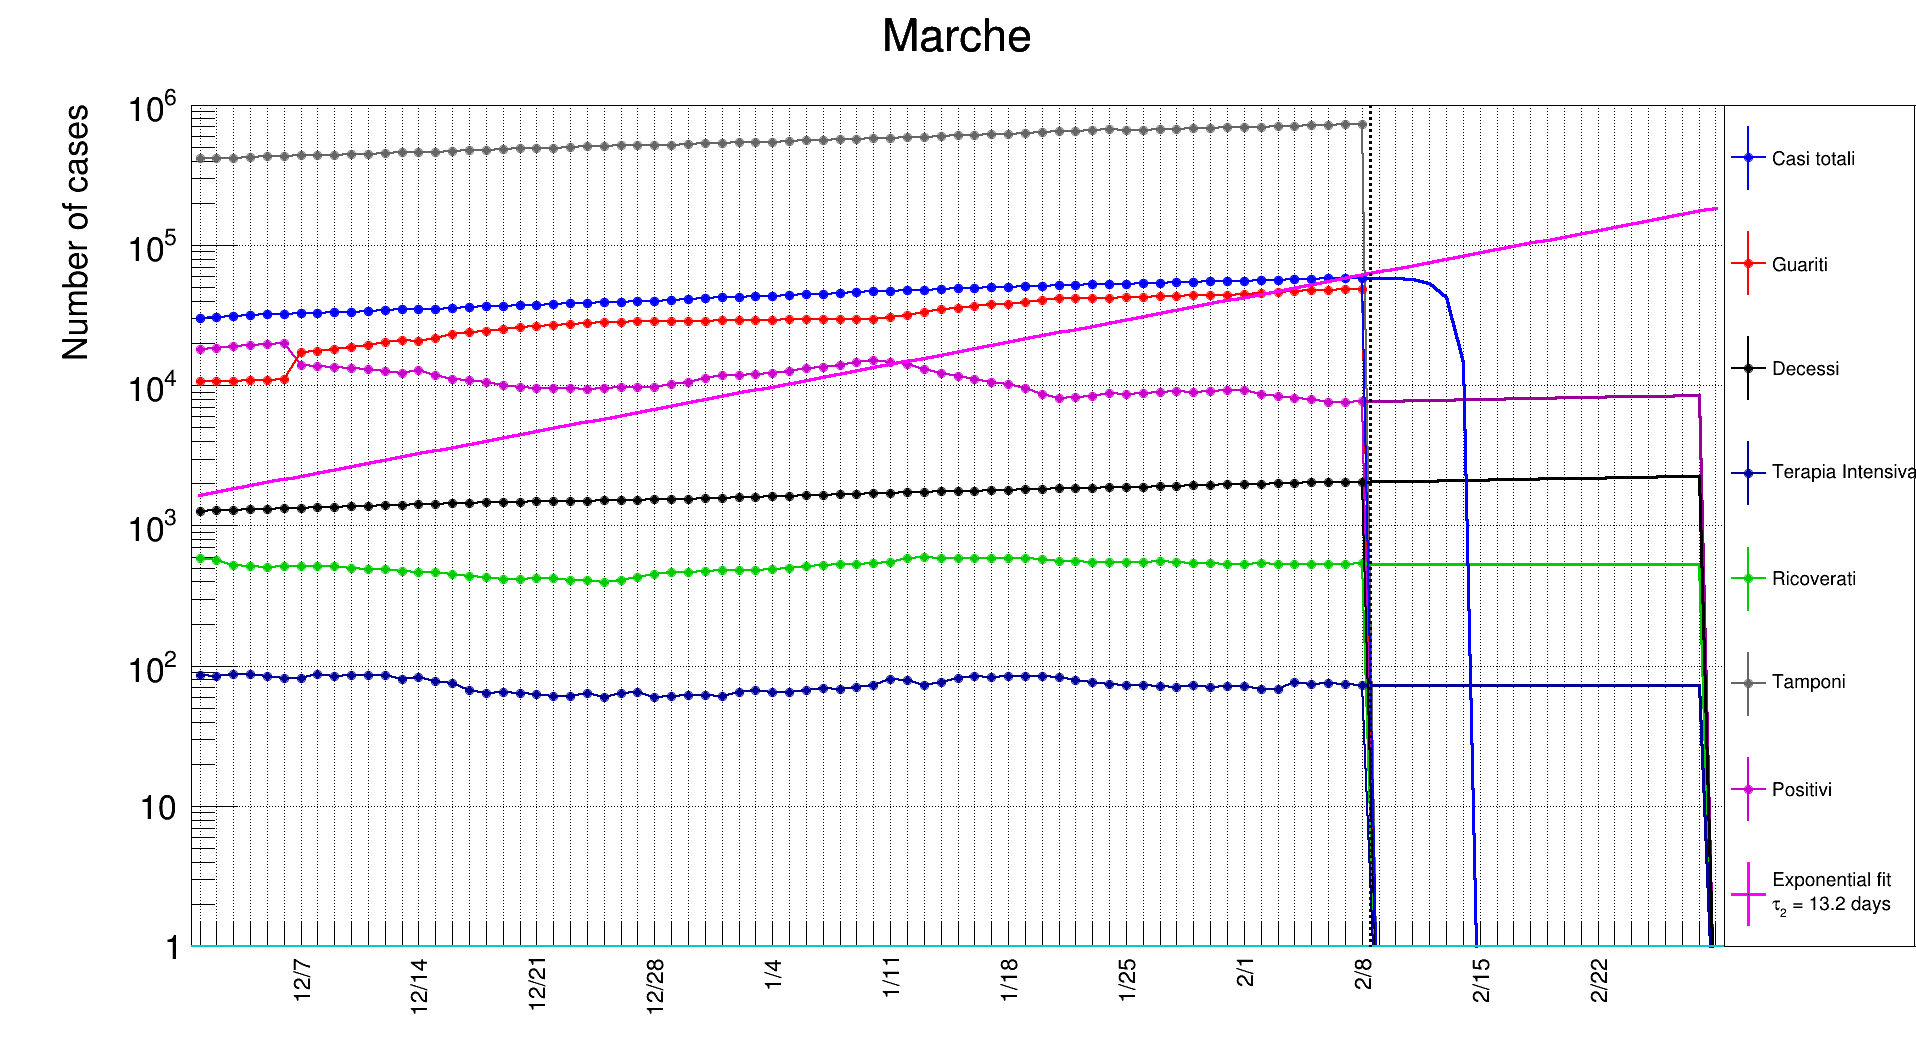 Marche
Number of cases
10^6
10^5
10^4
10^3
10^2
10
1
12/7
12/14
12/21
12/28
1/4
1/11
1/18
1/25
2/1
2/8
2/15
2/22
Casi totali
Guariti
Decessi
Terapia Intensiva
Ricoverati
Tamponi
Positivi
Exponential fit
τ_2 = 13.2 days